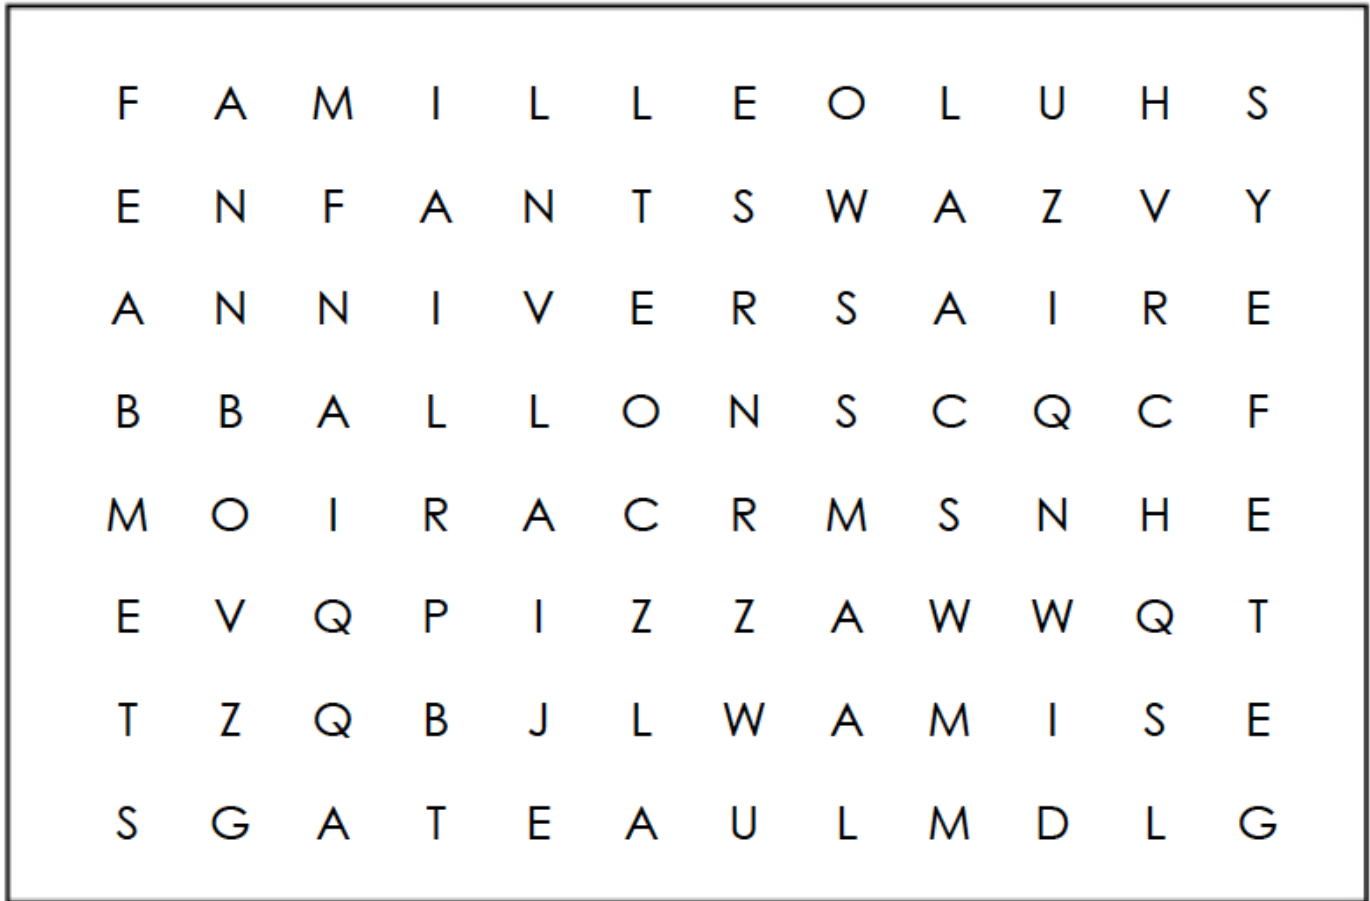 F A M I L L E O L U H S
E N F A N T S W A Z V Y
A N N I V E R S A I R E
B B A L L O N S C Q C F
M O I R A C R M S N H E
E V Q P I Z Z A W W Q T
T Z Q B J L W A M I S E
S G A T E A U L M D L G